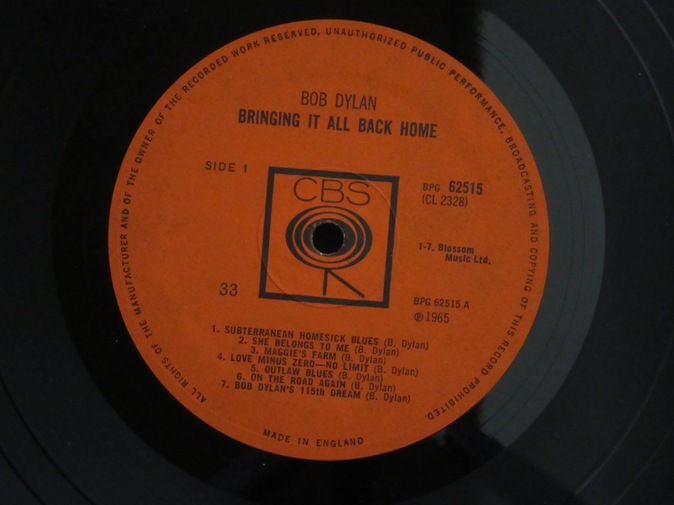 ALL RIGHTS OF THE MANUFACTURER AND OF THE OWNER OF THE RECORDED WORK RESERVED. UNAUTHORIZED PUBLIC PERFORMANCE, BROADCASTING AND COPYING OF THIS RECORD PROHIBITED.
BOB DYLAN
BRINGING IT ALL BACK HOME
SIDE 1
CBS
BPG 62515
(CL 2328)
1-7. Blossom
Music Ltd.
33
BPG 62515 A
℗ 1965
1. SUBTERRANEAN HOMESICK BLUES (B. Dylan)
2. SHE BELONGS TO ME (B. Dylan)
3. MAGGIE'S FARM (B. Dylan)
4. LOVE MINUS ZERO—NO LIMIT (B. Dylan)
5. OUTLAW BLUES (B. Dylan)
6. ON THE ROAD AGAIN (B. Dylan)
7. BOB DYLAN'S 115th DREAM (B. Dylan)
MADE IN ENGLAND